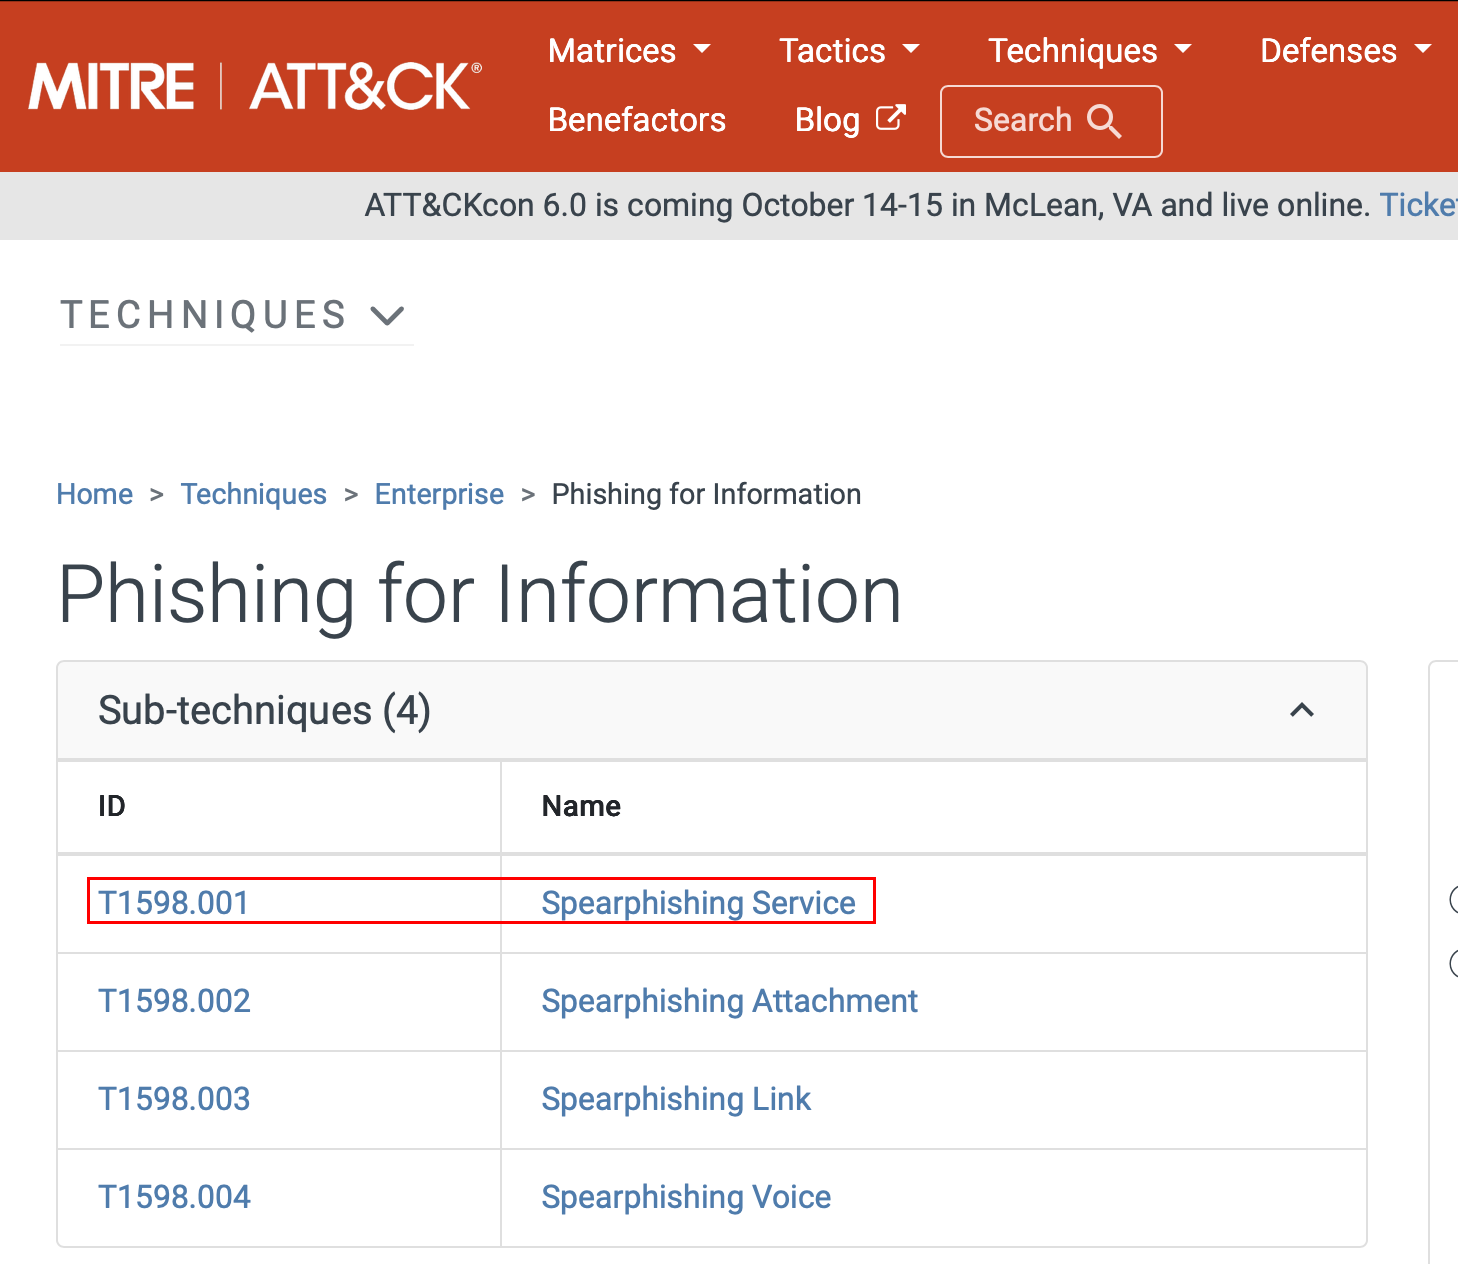 MITRE | ATT&CK®
Matrices Tactics Techniques Defenses
Benefactors Blog Search
ATT&CKcon 6.0 is coming October 14-15 in McLean, VA and live online.
TECHNIQUES
Home > Techniques > Enterprise > Phishing for Information
Phishing for Information
Sub-techniques (4)
ID Name
T1598.001 Spearphishing Service
T1598.002 Spearphishing Attachment
T1598.003 Spearphishing Link
T1598.004 Spearphishing Voice